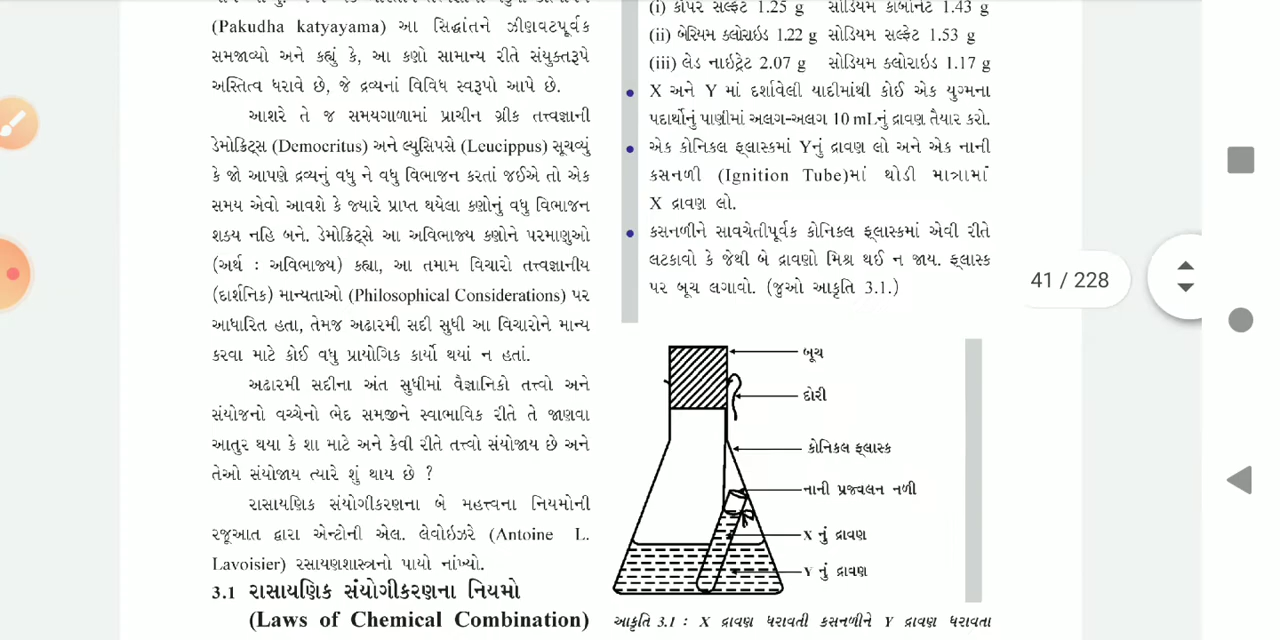 (Pakudha katyayama) આ સિદ્ધાંતને ઝીણવટપૂર્વક
સમજાવ્યો અને કહ્યું કે, આ કણો સામાન્ય રીતે સંયુક્તરૂપે
અસ્તિત્વ ધરાવે છે, જે દ્રવ્યનાં વિવિધ સ્વરૂપો આપે છે.
આશરે તે જ સમયગાળામાં પ્રાચીન ગ્રીક તત્ત્વજ્ઞાની
ડેમોક્રિટ્સ (Democritus) અને લ્યુસિપસે (Leucippus) સૂચવ્યું
કે જો આપણે દ્રવ્યનું વધુ ને વધુ વિભાજન કરતાં જઈએ તો એક
સમય એવો આવશે કે જ્યારે પ્રાપ્ત થયેલા કણોનું વધુ વિભાજન
શક્ય નહિ બને. ડેમોક્રિટ્સે આ અવિભાજ્ય કણોને પરમાણુઓ
(અર્થ : અવિભાજ્ય) કહ્યા, આ તમામ વિચારો તત્ત્વજ્ઞાનીય
(દાર્શનિક) માન્યતાઓ (Philosophical Considerations) પર
આધારિત હતા, તેમજ અઢારમી સદી સુધી આ વિચારોને માન્ય
કરવા માટે કોઈ વધુ પ્રાયોગિક કાર્યો થયાં ન હતાં.
અઢારમી સદીના અંત સુધીમાં વૈજ્ઞાનિકો તત્ત્વો અને
સંયોજનો વચ્ચેનો ભેદ સમજીને સ્વાભાવિક રીતે તે જાણવા
આતુર થયા કે શા માટે અને કેવી રીતે તત્ત્વો સંયોજાય છે અને
તેઓ સંયોજાય ત્યારે શું થાય છે ?
રાસાયણિક સંયોગીકરણના બે મહત્ત્વના નિયમોની
રજૂઆત દ્વારા એન્ટોની એલ. લેવોઇઝરે (Antoine L.
Lavoisier) રસાયણશાસ્ત્રનો પાયો નાંખ્યો.
3.1 રાસાયણિક સંયોગીકરણના નિયમો
(Laws of Chemical Combination)
(i) કૉપર સલ્ફેટ 1.25 g સોડિયમ કાર્બોનેટ 1.43 g
(ii) બેરિયમ ક્લોરાઇડ 1.22 g સોડિયમ સલ્ફેટ 1.53 g
(iii) લેડ નાઇટ્રેટ 2.07 g સોડિયમ ક્લોરાઇડ 1.17 g
• X અને Y માં દર્શાવેલી યાદીમાંથી કોઈ એક યુગ્મના
પદાર્થોનું પાણીમાં અલગ-અલગ 10 mLનું દ્રાવણ તૈયાર કરો.
• એક કોનિકલ ફ્લાસ્કમાં Yનું દ્રાવણ લો અને એક નાની
કસનળી (Ignition Tube)માં થોડી માત્રામાં
X દ્રાવણ લો.
• કસનળીને સાવચેતીપૂર્વક કોનિકલ ફ્લાસ્કમાં એવી રીતે
લટકાવો કે જેથી બે દ્રાવણો મિશ્ર થઈ ન જાય. ફ્લાસ્ક
પર બૂચ લગાવો. (જુઓ આકૃતિ 3.1.)
બૂચ
દોરી
કોનિકલ ફ્લાસ્ક
નાની પ્રજ્વલન નળી
X નું દ્રાવણ
Y નું દ્રાવણ
આકૃતિ 3.1 : X દ્રાવણ ધરાવતી કસનળીને Y દ્રાવણ ધરાવતા
41 / 228